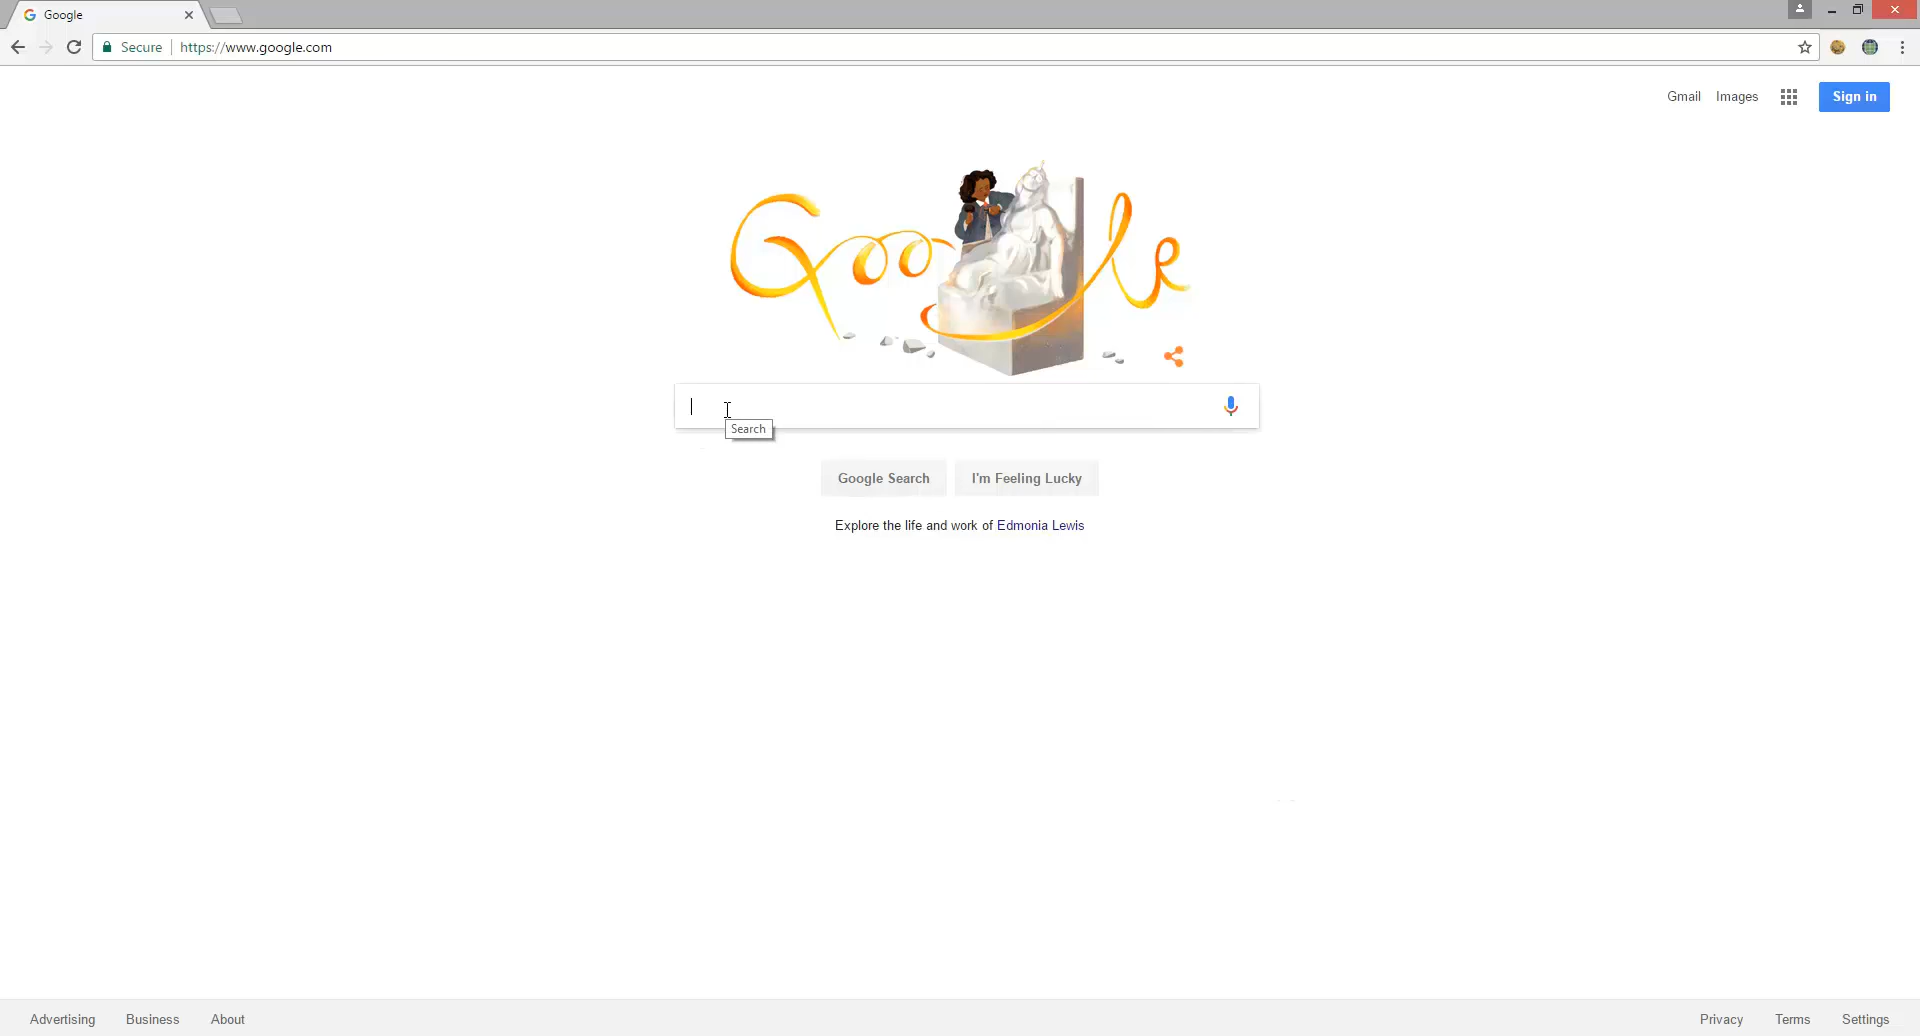 Google
Secure https://www.google.com
Gmail Images Sign in
Google
Search
Google Search I'm Feeling Lucky
Explore the life and work of Edmonia Lewis
Advertising Business About Privacy Terms Settings